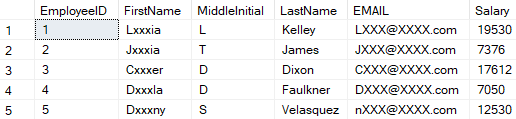 EmployeeID FirstName MiddleInitial LastName EMAIL Salary
1 1 Lxxxia L Kelley LXXX@XXXX.com 19530
2 2 Jxxxia T James JXXX@XXXX.com 7376
3 3 Cxxxer D Dixon CXXX@XXXX.com 17612
4 4 Dxxxla D Faulkner DXXX@XXXX.com 7050
5 5 Dxxxny S Velasquez nXXX@XXXX.com 12530